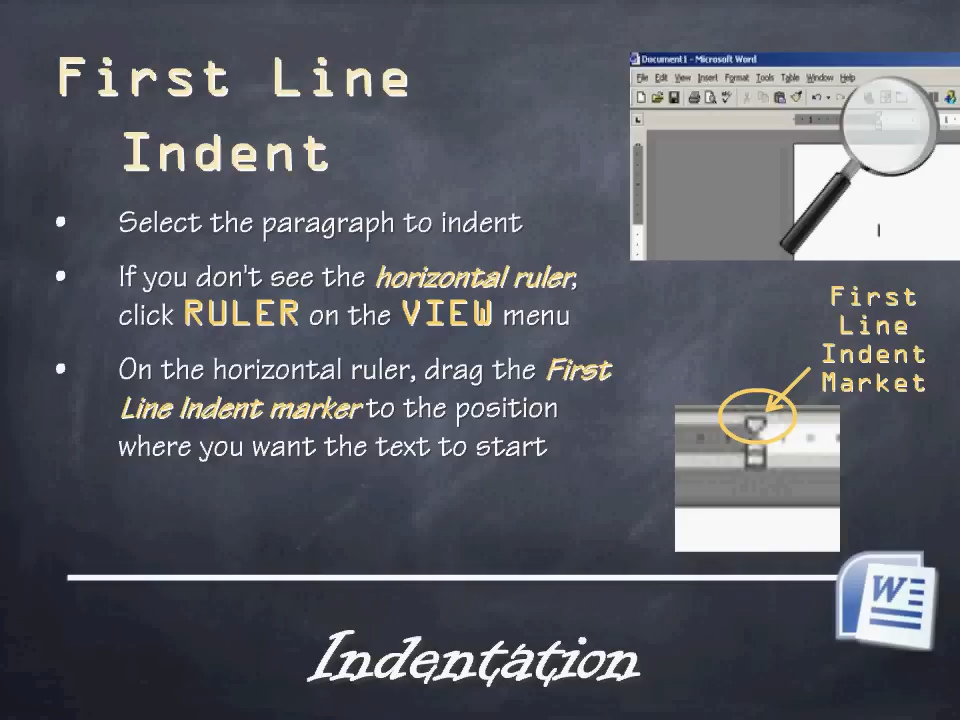 First Line
Indent
• Select the paragraph to indent
• If you don't see the horizontal ruler,
click RULER on the VIEW menu
• On the horizontal ruler, drag the First
Line Indent marker to the position
where you want the text to start
Document1 - Microsoft Word
File Edit View Insert Format Tools Table Window Help
First
Line
Indent
Market
W
Indentation